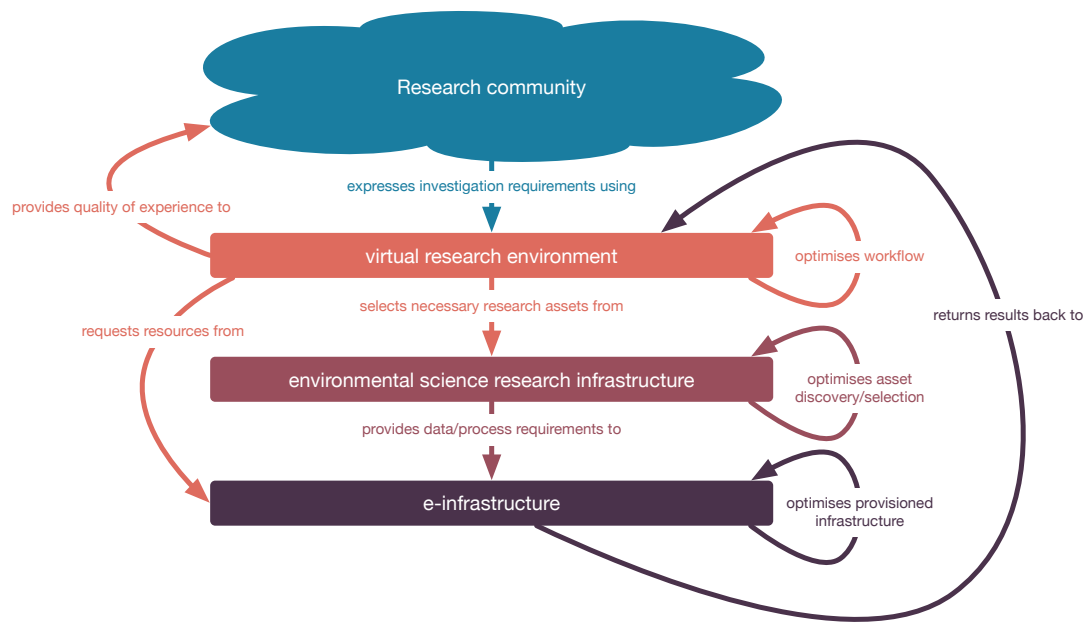 Research community
expresses investigation requirements using
provides quality of experience to
virtual research environment
optimises workflow
selects necessary research assets from
returns results back to
requests resources from
environmental science research infrastructure
optimises asset
discovery/selection
provides data/process requirements to
e-infrastructure
optimises provisioned
infrastructure